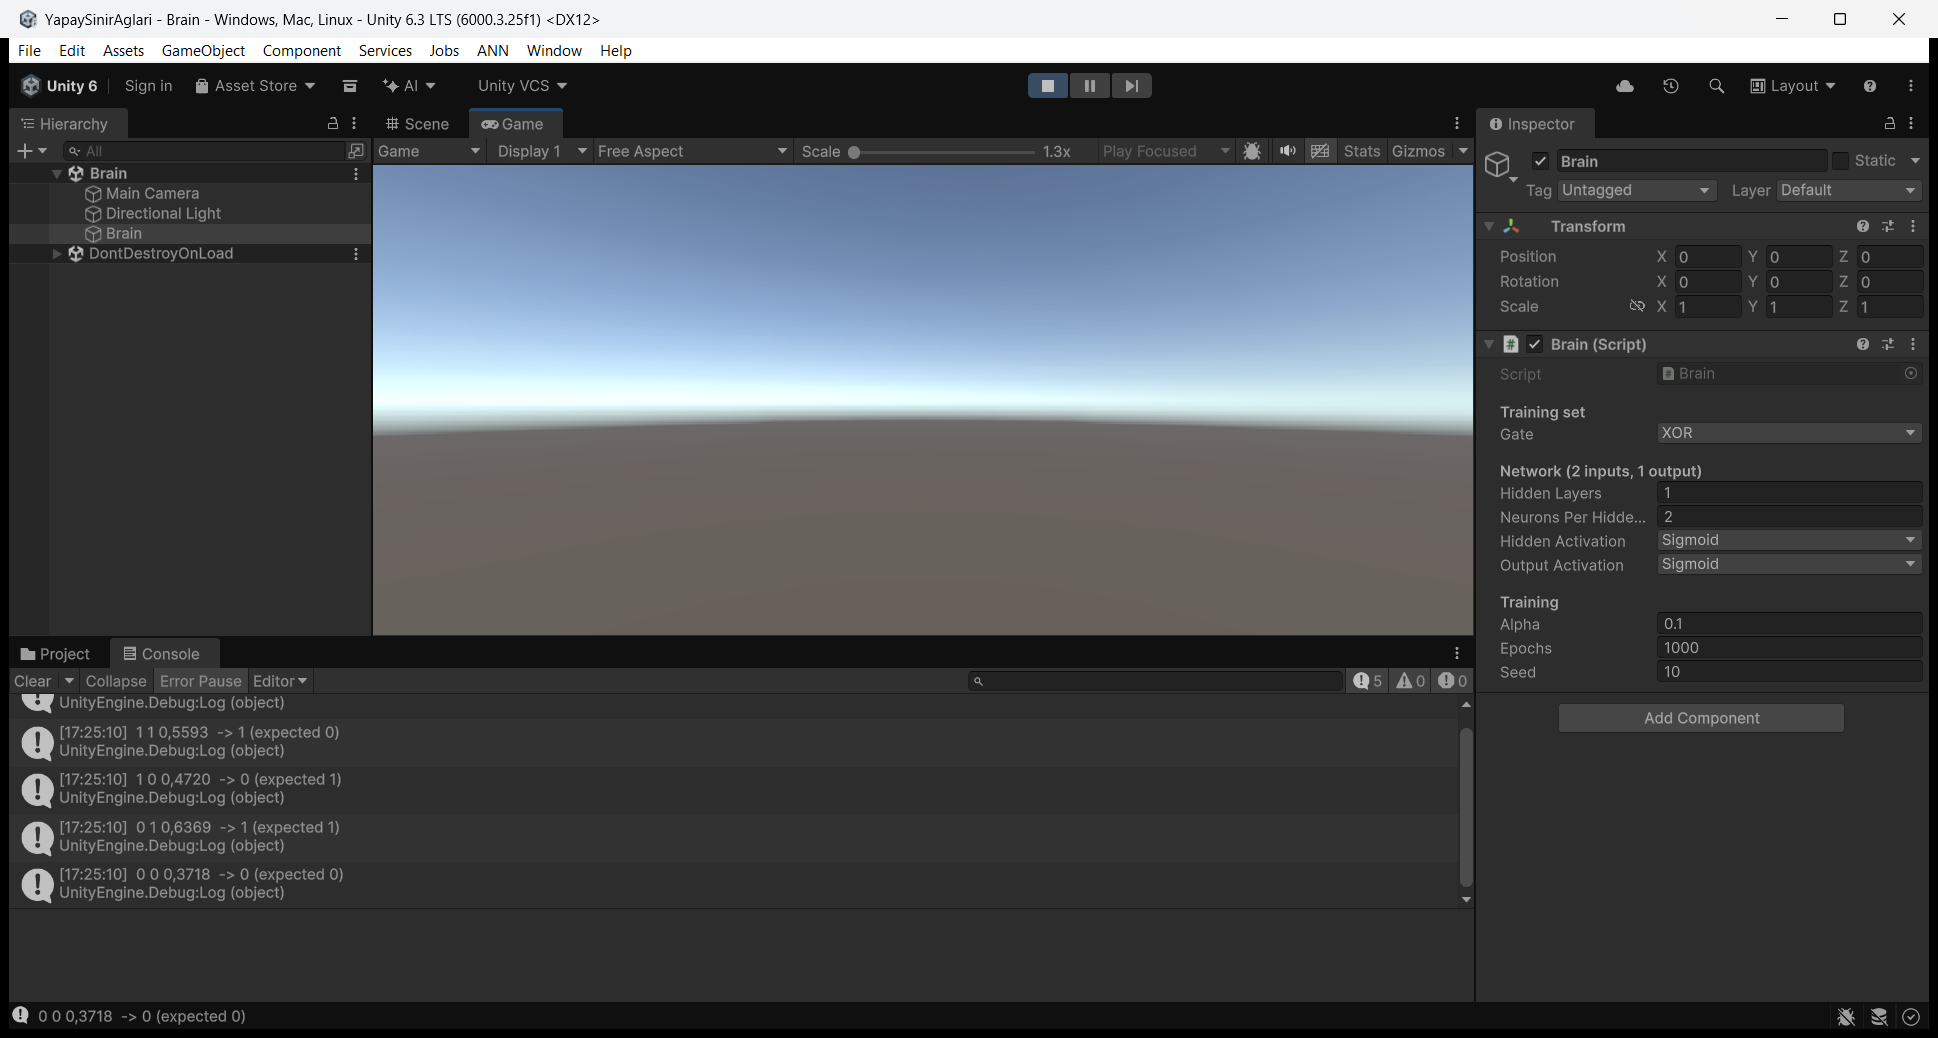 YapaySinirAglari - Brain - Windows, Mac, Linux - Unity 6.3 LTS (6000.3.25f1) <DX12>
File Edit Assets GameObject Component Services Jobs ANN Window Help
Unity 6 Sign in Asset Store AI Unity VCS Layout
Hierarchy
All
Brain
Main Camera
Directional Light
Brain
DontDestroyOnLoad
Scene Game
Game Display 1 Free Aspect Scale 1.3x Play Focused Stats Gizmos
Inspector
Brain Static
Tag Untagged Layer Default
Transform
Position X 0 Y 0 Z 0
Rotation X 0 Y 0 Z 0
Scale X 1 Y 1 Z 1
Brain (Script)
Script Brain
Training set
Gate XOR
Network (2 inputs, 1 output)
Hidden Layers 1
Neurons Per Hidde... 2
Hidden Activation Sigmoid
Output Activation Sigmoid
Training
Alpha 0.1
Epochs 1000
Seed 10
Add Component
Project Console
Clear Collapse Error Pause Editor 5 0 0
UnityEngine.Debug:Log (object)
[17:25:10] 1 1 0,5593 -> 1 (expected 0)
UnityEngine.Debug:Log (object)
[17:25:10] 1 0 0,4720 -> 0 (expected 1)
UnityEngine.Debug:Log (object)
[17:25:10] 0 1 0,6369 -> 1 (expected 1)
UnityEngine.Debug:Log (object)
[17:25:10] 0 0 0,3718 -> 0 (expected 0)
UnityEngine.Debug:Log (object)
0 0 0,3718 -> 0 (expected 0)